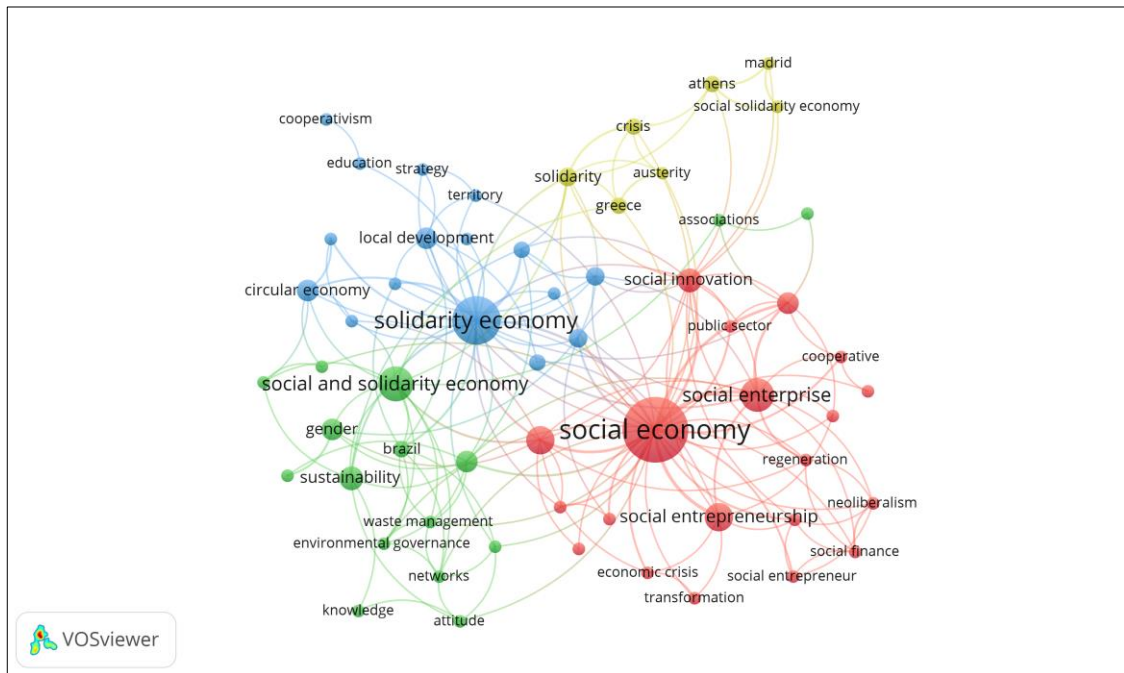 madrid
athens
social solidarity economy
cooperativism
crisis
education
strategy
solidarity
austerity
territory
greece
associations
local development
social innovation
circular economy
solidarity economy
public sector
cooperative
social and solidarity economy
social enterprise
gender
social economy
brazil
regeneration
sustainability
neoliberalism
waste management
social entrepreneurship
environmental governance
social finance
networks
economic crisis
social entrepreneur
transformation
knowledge
attitude
VOSviewer